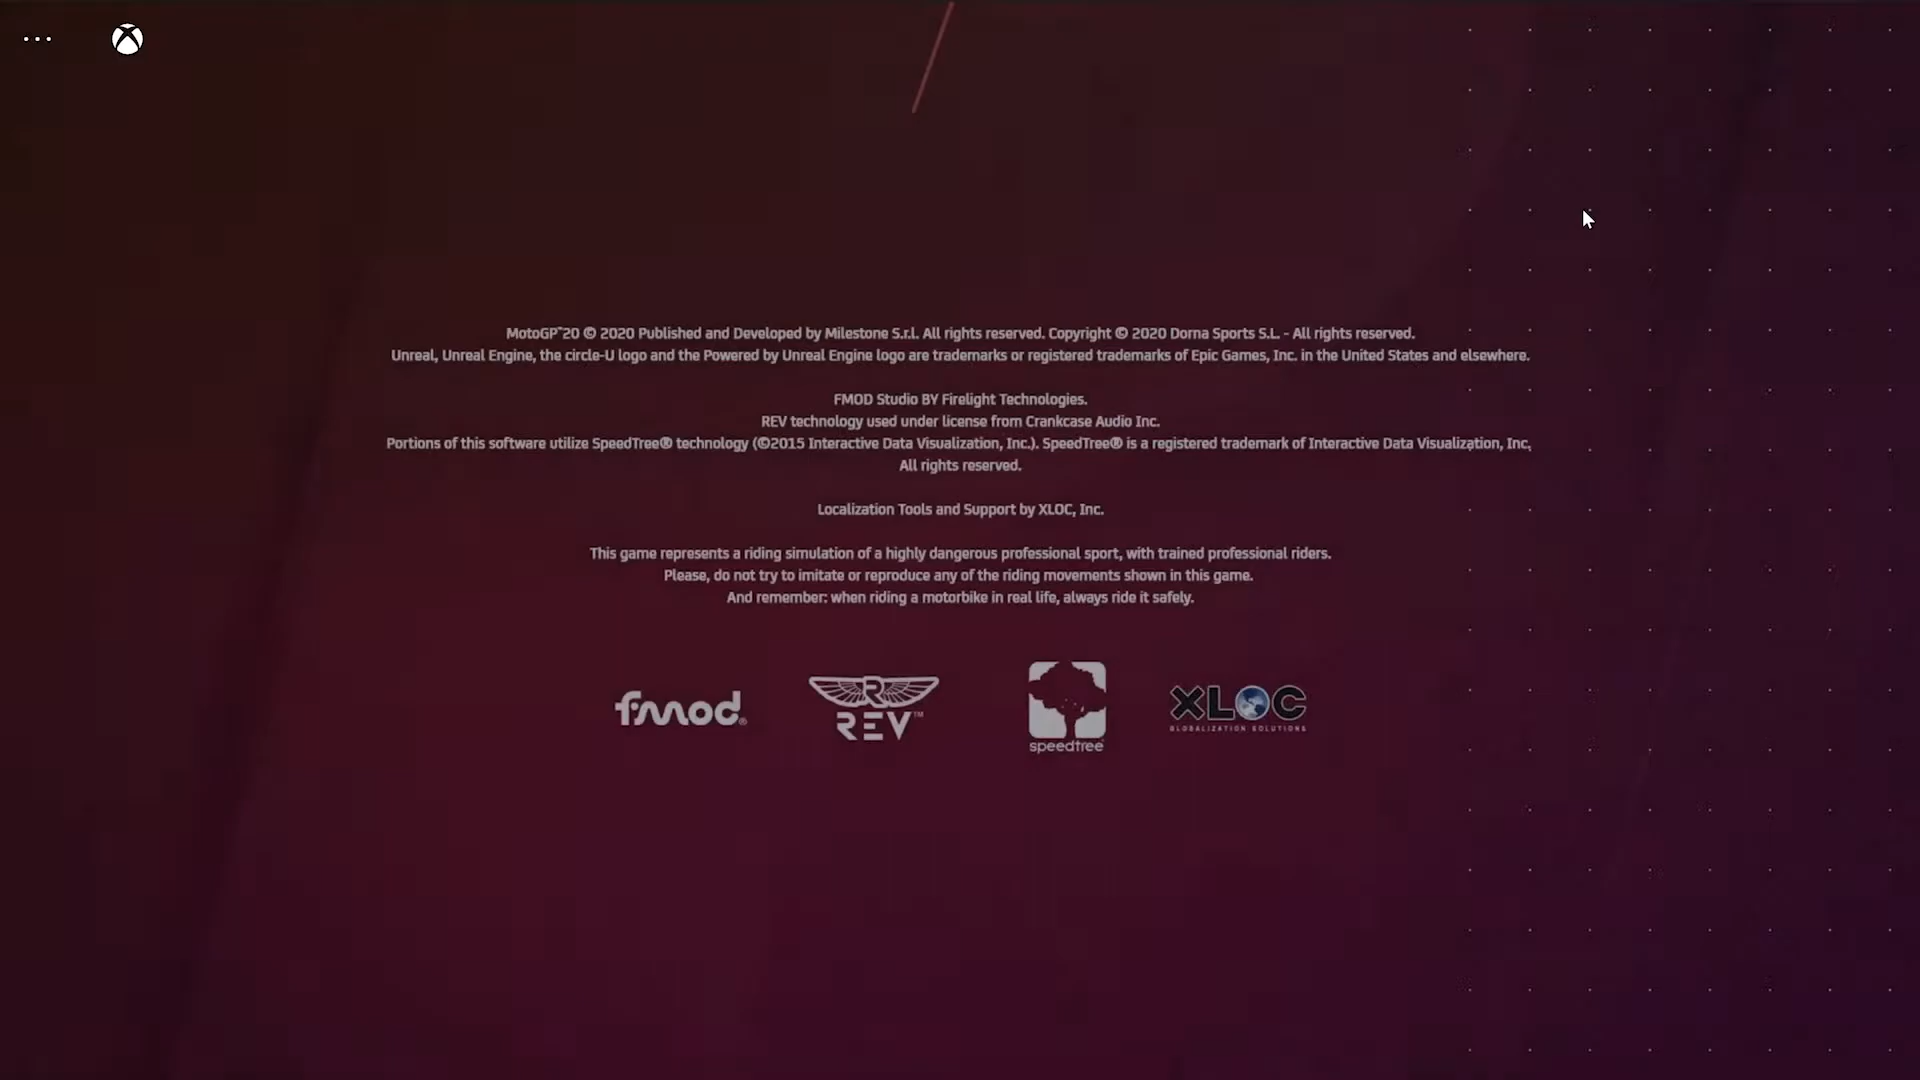 MotoGP™20 © 2020 Published and Developed by Milestone S.r.l. All rights reserved. Copyright © 2020 Dorna Sports S.L. - All rights reserved.
Unreal, Unreal Engine, the circle-U logo and the Powered by Unreal Engine logo are trademarks or registered trademarks of Epic Games, Inc. in the United States and elsewhere.
FMOD Studio BY Firelight Technologies.
REV technology used under license from Crankcase Audio Inc.
Portions of this software utilize SpeedTree® technology (©2015 Interactive Data Visualization, Inc.). SpeedTree® is a registered trademark of Interactive Data Visualization, Inc,
All rights reserved.
Localization Tools and Support by XLOC, Inc.
This game represents a riding simulation of a highly dangerous professional sport, with trained professional riders.
Please, do not try to imitate or reproduce any of the riding movements shown in this game.
And remember: when riding a motorbike in real life, always ride it safely.
fmod®
R
REV™
speedtree®
XLOC
GLOBALIZATION SOLUTIONS